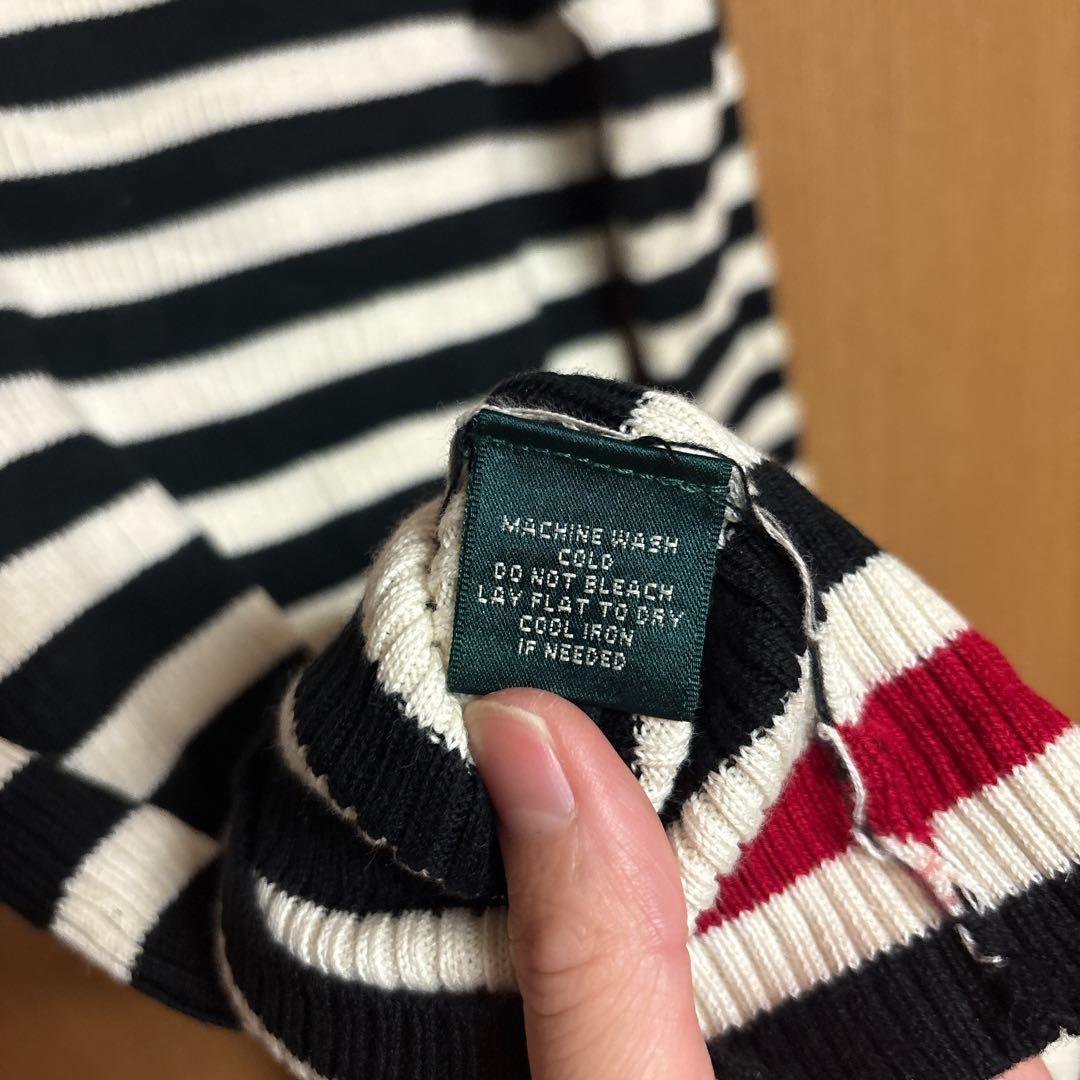 MACHINE WASH
COLD
DO NOT BLEACH
LAY FLAT TO DRY
COOL IRON
IF NEEDED